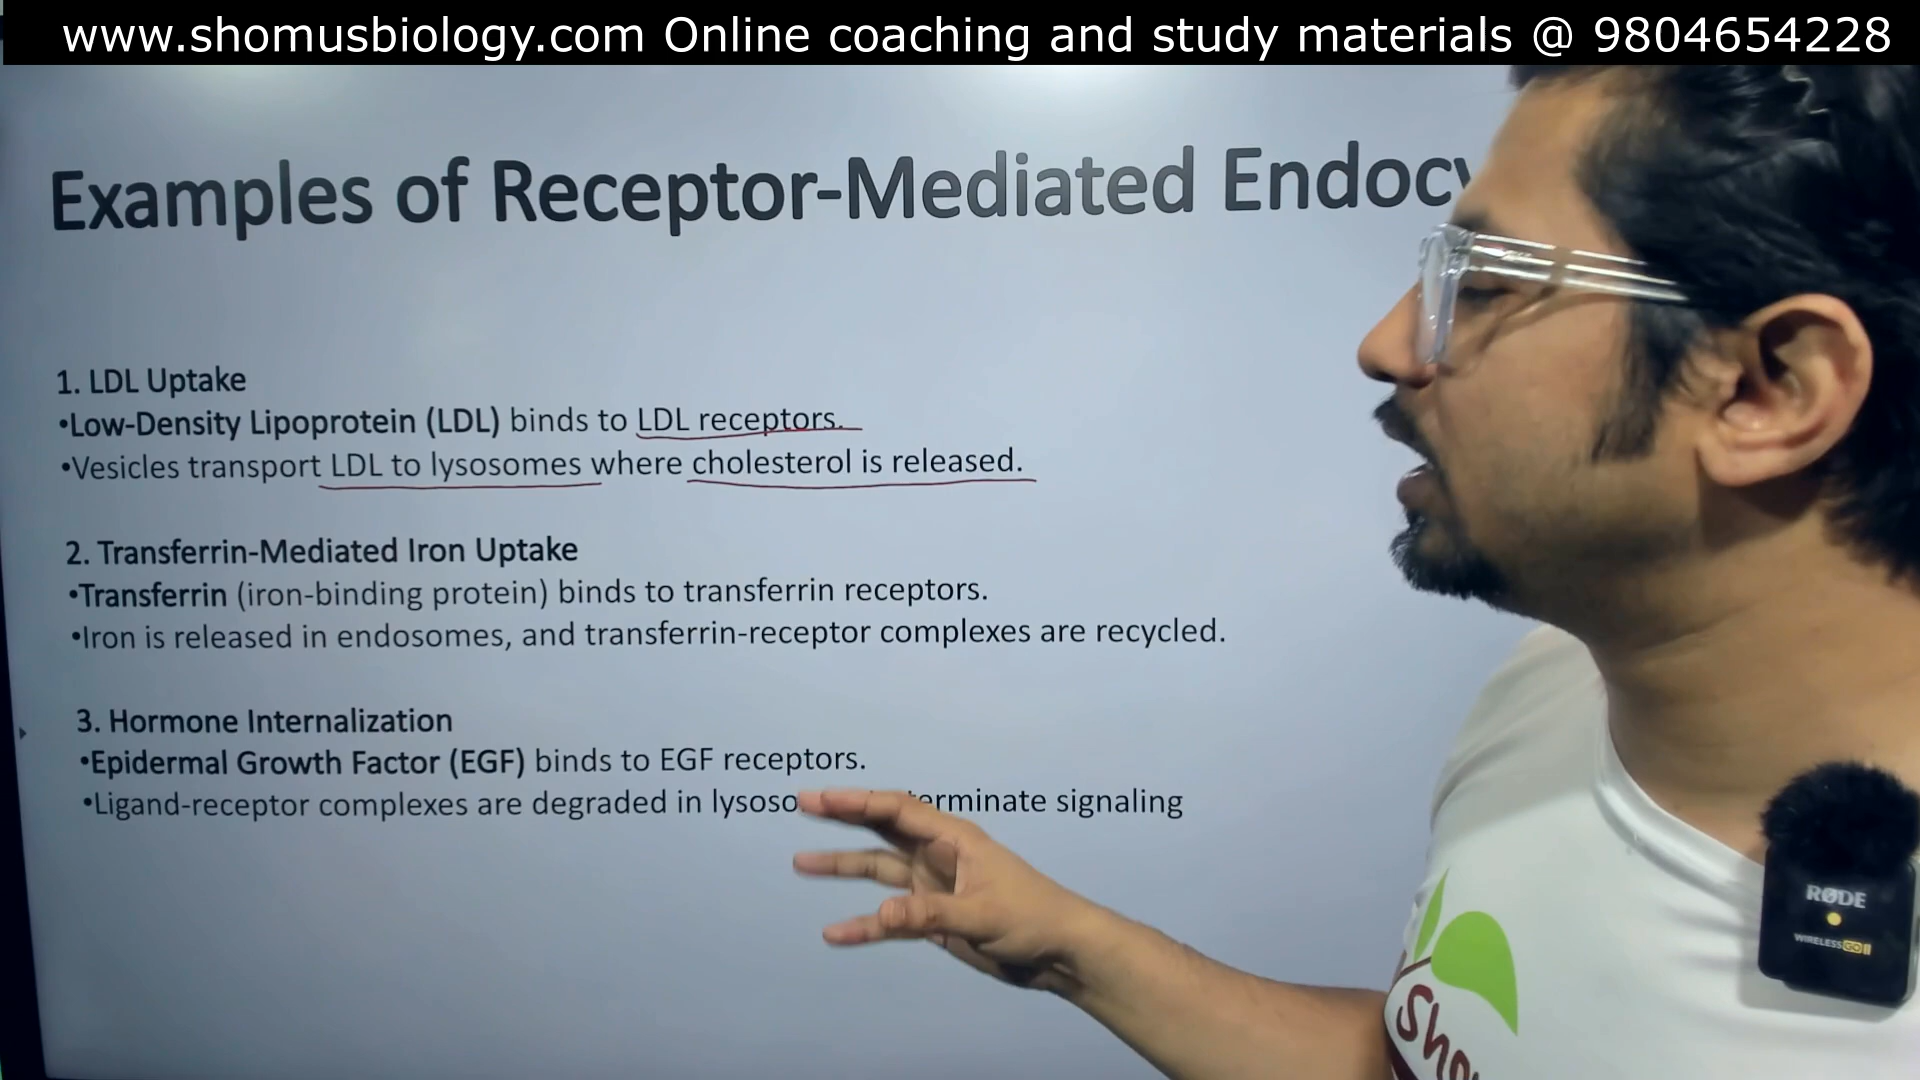 www.shomusbiology.com Online coaching and study materials @ 9804654228
Examples of Receptor-Mediated
1. LDL Uptake
•Low-Density Lipoprotein (LDL) binds to LDL receptors.
•Vesicles transport LDL to lysosomes where cholesterol is released.
2. Transferrin-Mediated Iron Uptake
•Transferrin (iron-binding protein) binds to transferrin receptors.
•Iron is released in endosomes, and transferrin-receptor complexes are recycled.
3. Hormone Internalization
•Epidermal Growth Factor (EGF) binds to EGF receptors.
•Ligand-receptor complexes are degraded in signaling
RØDE
WIRELESS GO II